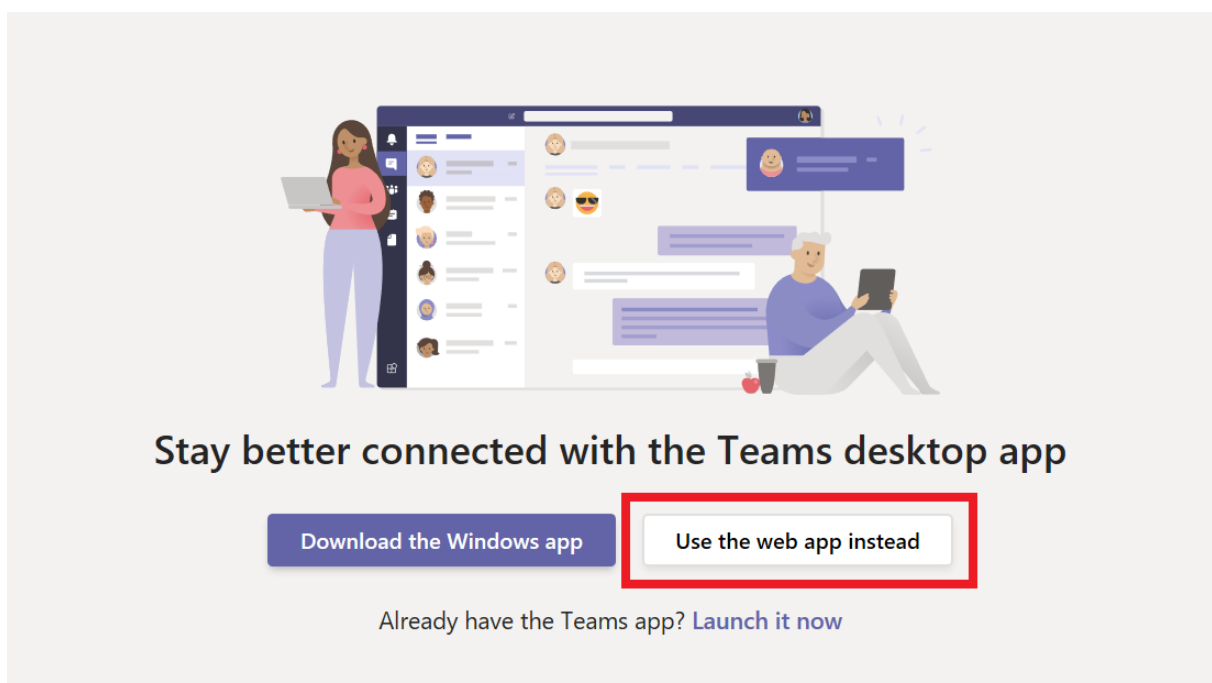 Stay better connected with the Teams desktop app
Download the Windows app
Use the web app instead
Already have the Teams app? Launch it now